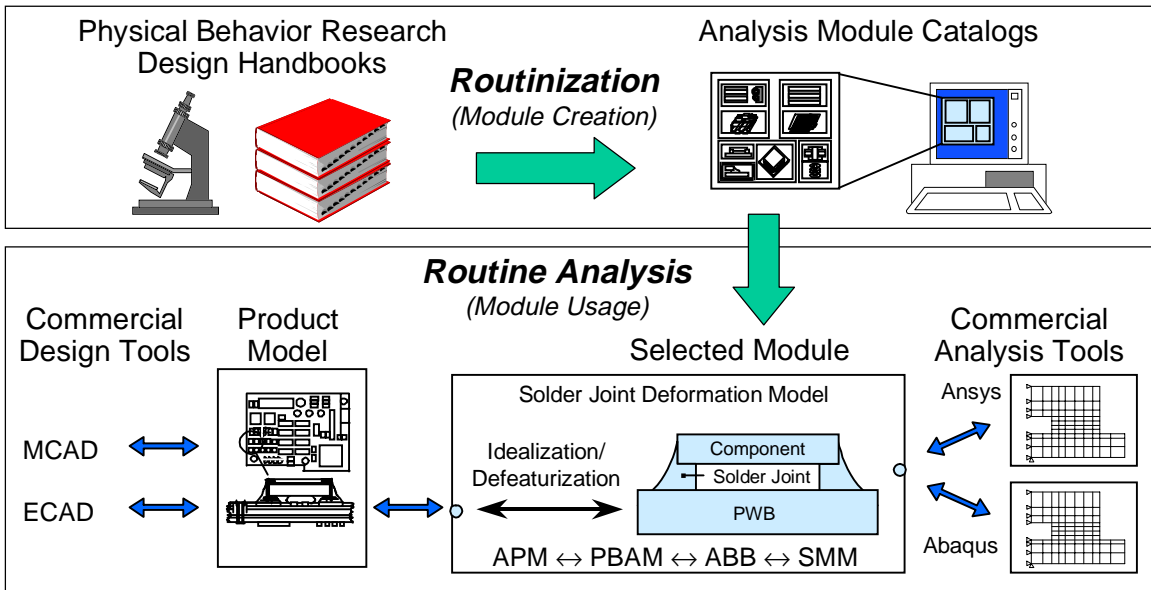 Physical Behavior Research
Design Handbooks
Routinization
(Module Creation)
Analysis Module Catalogs
Routine Analysis
(Module Usage)
Commercial
Design Tools
Product
Model
Selected Module
Commercial
Analysis Tools
MCAD
ECAD
Solder Joint Deformation Model
Idealization/
Defeaturization
Component
Solder Joint
PWB
APM ↔ PBAM ↔ ABB ↔ SMM
Ansys
Abaqus